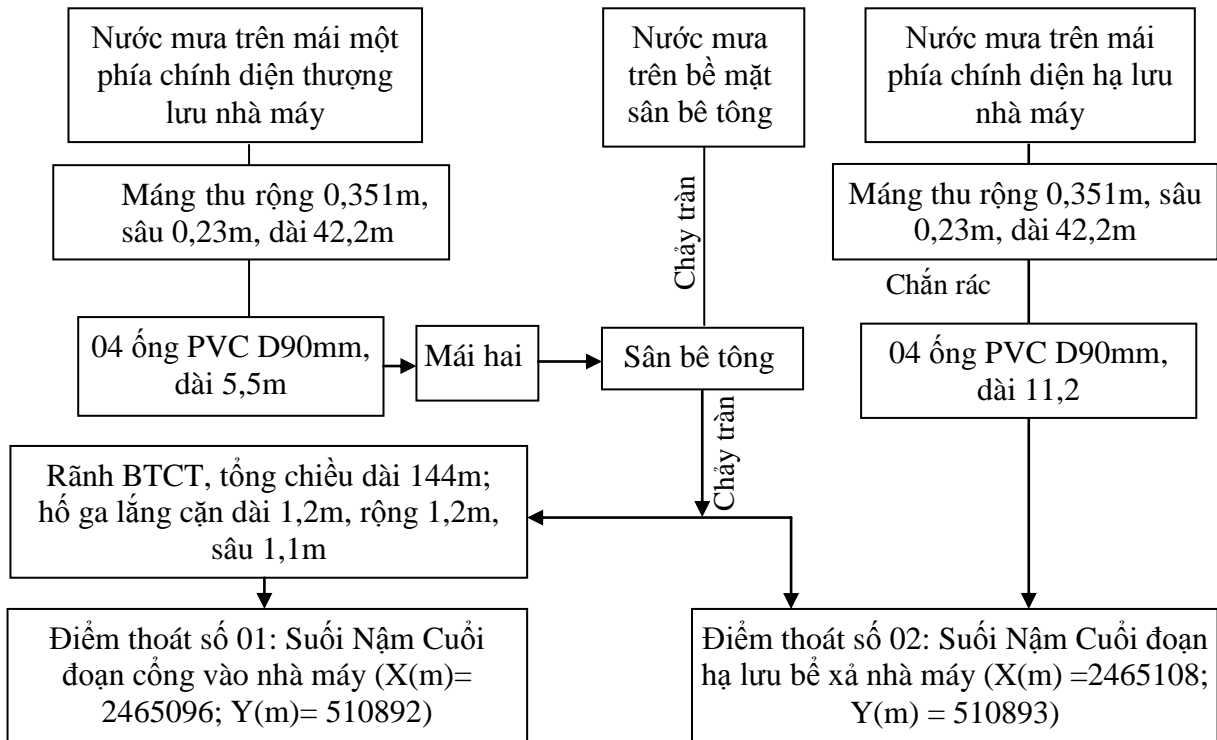 Nước mưa trên mái một
phía chính diện thượng
lưu nhà máy
Nước mưa
trên bề mặt
sân bê tông
Nước mưa trên mái
phía chính diện hạ lưu
nhà máy
Máng thu rộng 0,351m,
sâu 0,23m, dài 42,2m
Chảy tràn
Máng thu rộng 0,351m, sâu
0,23m, dài 42,2m
Chắn rác
04 ống PVC D90mm,
dài 5,5m
Mái hai
Sân bê tông
04 ống PVC D90mm,
dài 11,2
Chảy tràn
Rãnh BTCT, tổng chiều dài 144m;
hố ga lắng cặn dài 1,2m, rộng 1,2m,
sâu 1,1m
Điểm thoát số 01: Suối Nậm Cuổi
đoạn cổng vào nhà máy (X(m)=
2465096; Y(m)= 510892)
Điểm thoát số 02: Suối Nậm Cuổi đoạn
hạ lưu bể xả nhà máy (X(m) =2465108;
Y(m) = 510893)